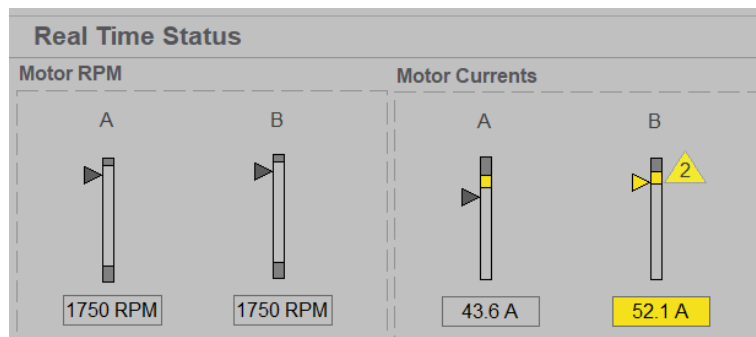 Real Time Status
Motor RPM
A B
1750 RPM 1750 RPM
Motor Currents
A B
2
43.6 A 52.1 A